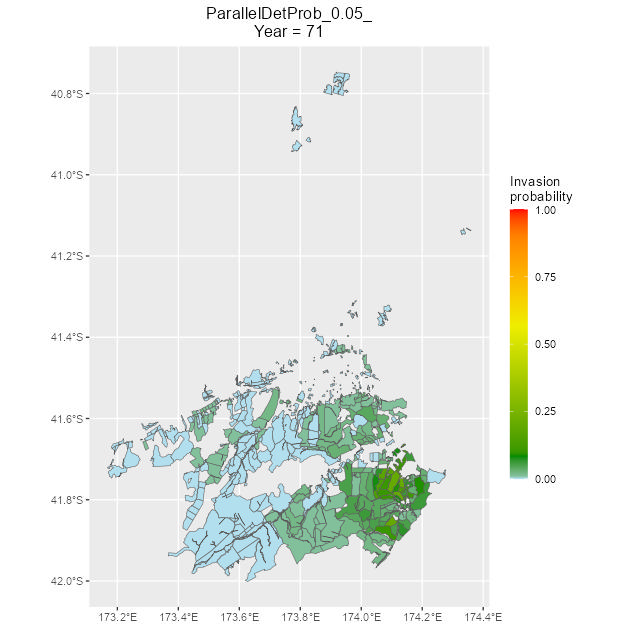 ParallelDetProb_0.05_
Year = 71
40.8°S
41.0°S
41.2°S
41.4°S
41.6°S
41.8°S
42.0°S
173.2°E 173.4°E 173.6°E 173.8°E 174.0°E 174.2°E 174.4°E
Invasion
probability
1.00
0.75
0.50
0.25
0.00